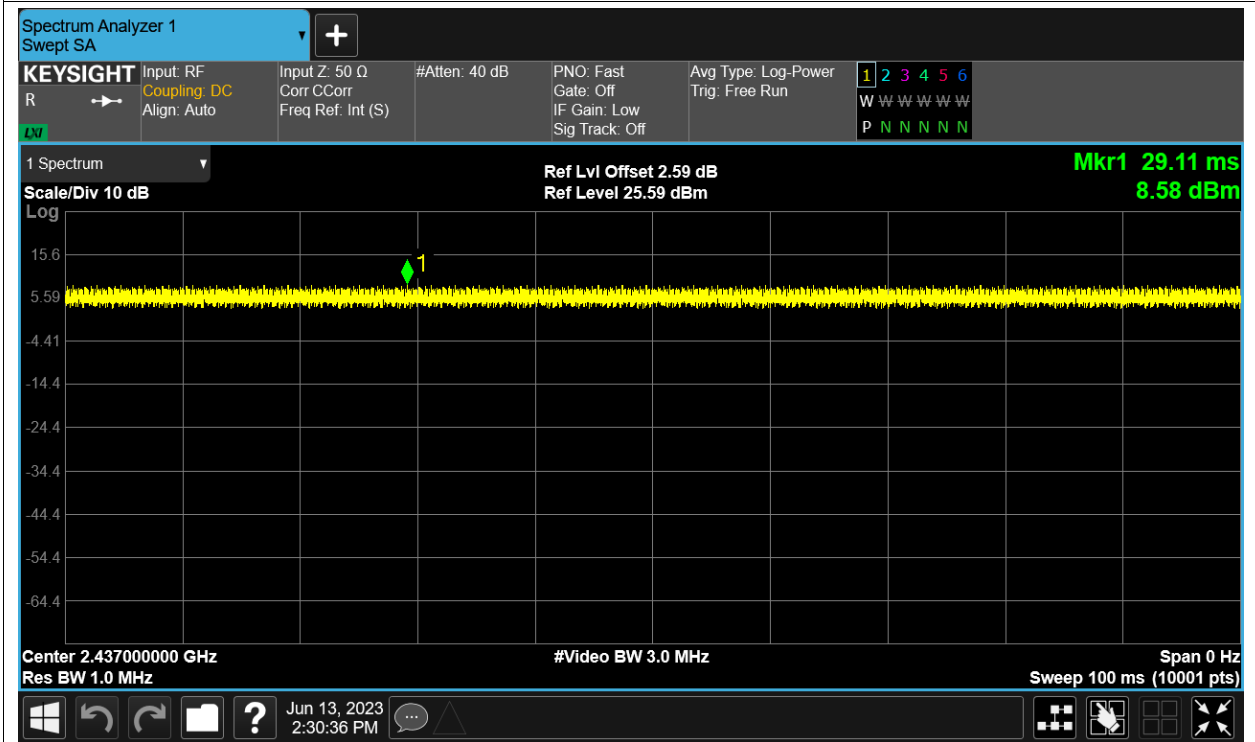 Spectrum Analyzer 1
Swept SA
+
KEYSIGHT
R
LXI
Input: RF
Coupling: DC
Align: Auto
Input Z: 50 Ω
Corr CCorr
Freq Ref: Int (S)
#Atten: 40 dB
PNO: Fast
Gate: Off
IF Gain: Low
Sig Track: Off
Avg Type: Log-Power
Trig: Free Run
1 2 3 4 5 6
W W W W W W
P N N N N N
1 Spectrum
Scale/Div 10 dB
Log
Ref Lvl Offset 2.59 dB
Ref Level 25.59 dBm
Mkr1 29.11 ms
8.58 dBm
1
15.6
5.59
-4.41
-14.4
-24.4
-34.4
-44.4
-54.4
-64.4
Center 2.437000000 GHz
Res BW 1.0 MHz
#Video BW 3.0 MHz
Span 0 Hz
Sweep 100 ms (10001 pts)
?
Jun 13, 2023
2:30:36 PM